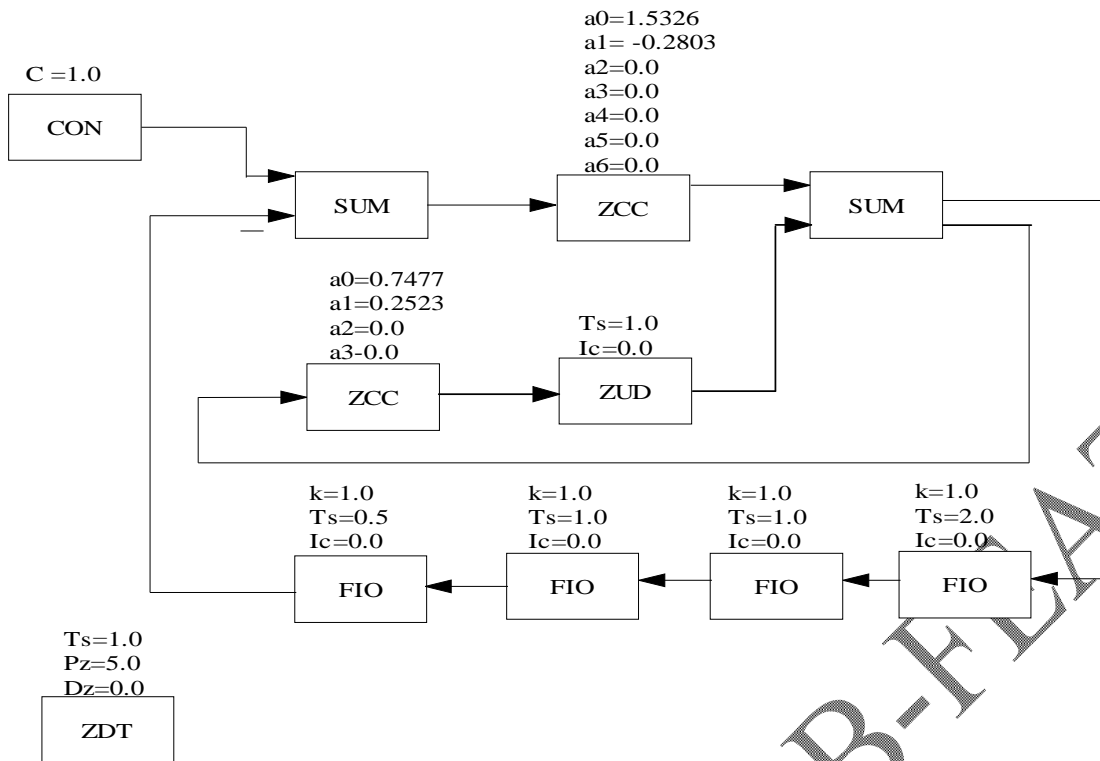 a0=1.5326
a1= -0.2803
a2=0.0
a3=0.0
a4=0.0
a5=0.0
a6=0.0
C =1.0
CON
SUM
ZCC
SUM
—
a0=0.7477
a1=0.2523
a2=0.0
a3-0.0
ZCC
Ts=1.0
Ic=0.0
ZUD
k=1.0
Ts=0.5
Ic=0.0
FIO
k=1.0
Ts=1.0
Ic=0.0
FIO
k=1.0
Ts=1.0
Ic=0.0
FIO
k=1.0
Ts=2.0
Ic=0.0
FIO
Ts=1.0
Pz=5.0
Dz=0.0
ZDT
B-FEA